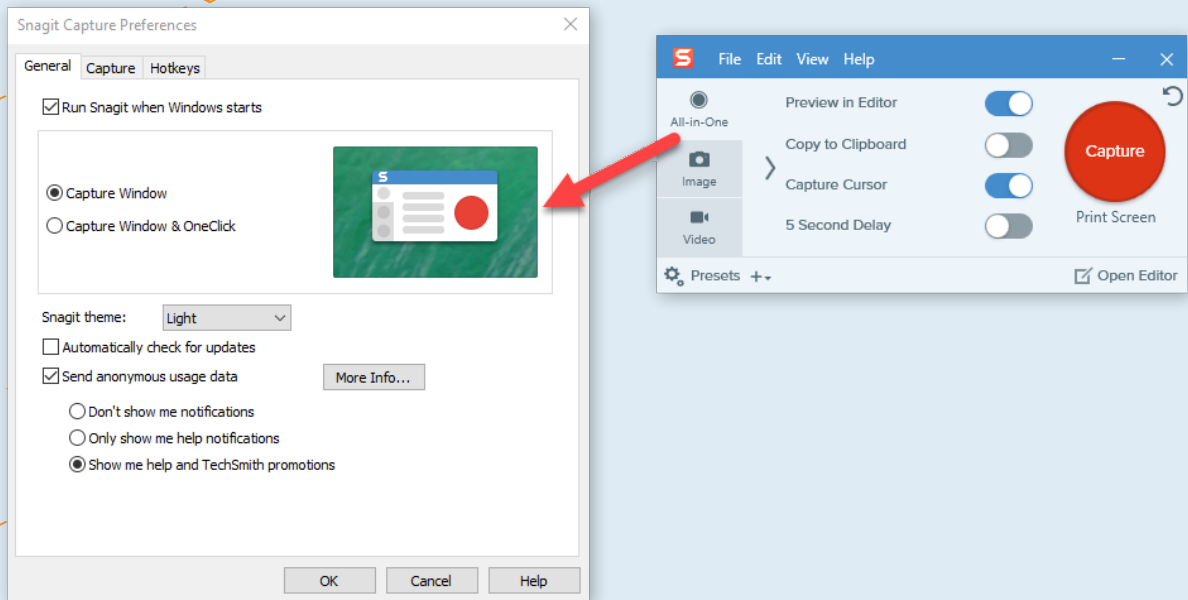 Snagit Capture Preferences
General Capture Hotkeys
Run Snagit when Windows starts
S
Capture Window
Capture Window & OneClick
Snagit theme: Light
Automatically check for updates
Send anonymous usage data More Info...
Don't show me notifications
Only show me help notifications
Show me help and TechSmith promotions
OK Cancel Help
S File Edit View Help
All-in-One
Image
Video
Preview in Editor
Copy to Clipboard
Capture Cursor
5 Second Delay
Capture
Print Screen
Presets
Open Editor